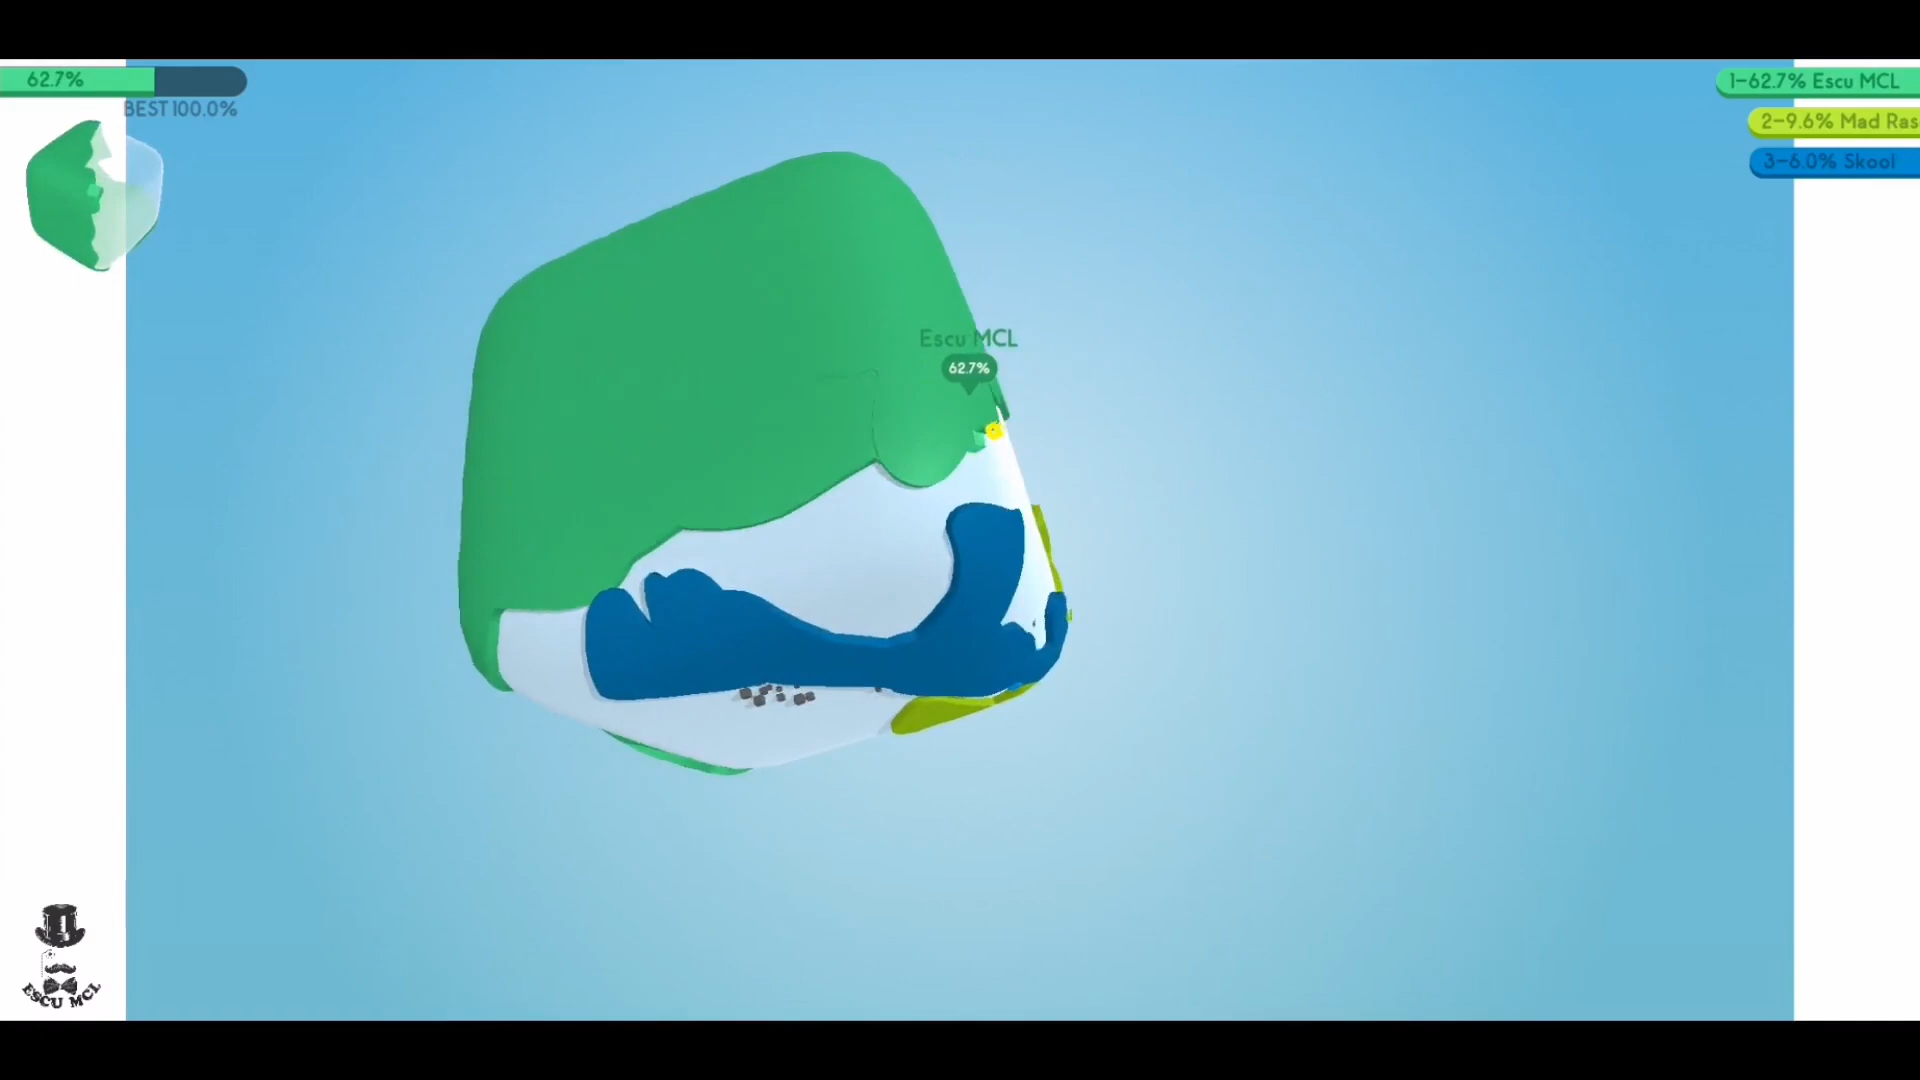 62.7%
BEST 100.0%
1-62.7% Escu MCL
2-9.6% Mad Ras
3-6.0% Skool
Escu MCL
62.7%
ESCU MCL